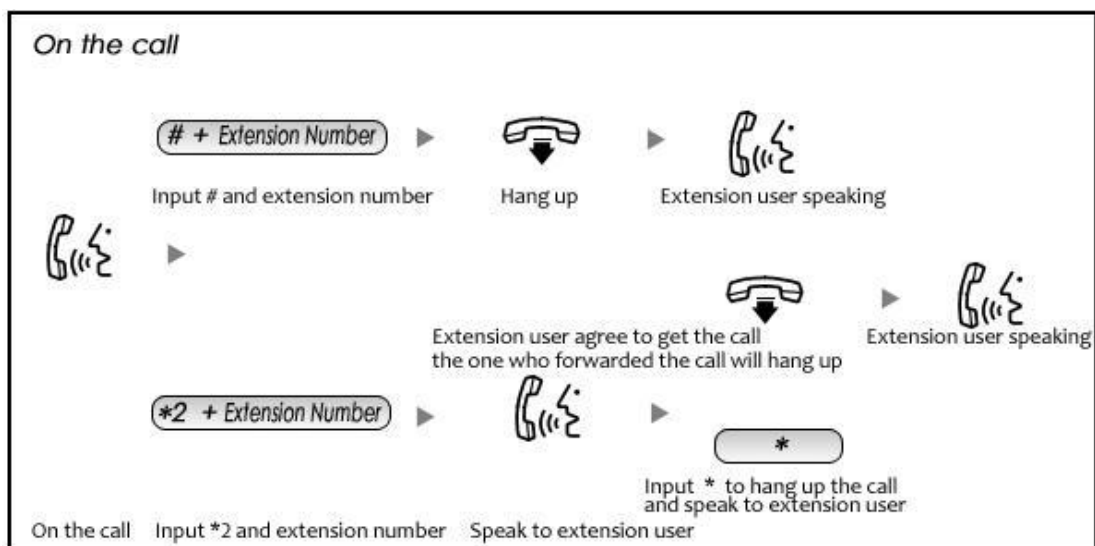 On the call
# + Extension Number
Input # and extension number
Hang up
Extension user speaking
Extension user agree to get the call
the one who forwarded the call will hang up
Extension user speaking
*2 + Extension Number
*
Input * to hang up the call
and speak to extension user
On the call
Input *2 and extension number
Speak to extension user